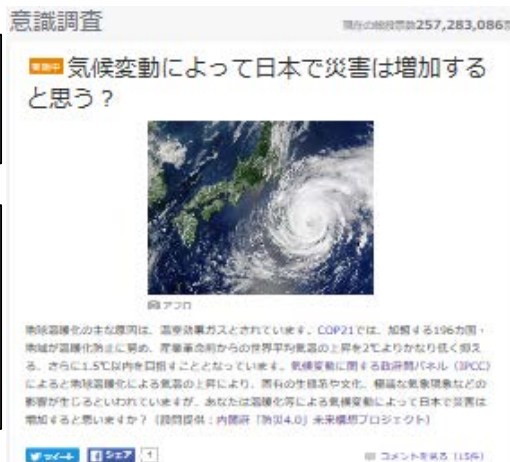 意識調査
現在の総投票数257,283,086票
実施中 気候変動によって日本で災害は増加する
と思う？
アフロ
地球温暖化の主な原因は、温室効果ガスとされています。COP21では、加盟する196カ国・
地域が温暖化防止に努め、産業革命前からの世界平均気温の上昇を2℃よりかなり低く抑え
る、さらに1.5℃以内を目指すこととなっています。気候変動に関する政府間パネル（IPCC）
によると地球温暖化による気温の上昇により、固有の生態系や文化、極端な気象現象などの
影響が生じるといわれていますが、あなたは温暖化等による気候変動によって日本で災害は
増加すると思いますか？（設問提供：内閣府「防災4.0」未来構想プロジェクト）
ツイート シェア 1
コメントを見る（15件）